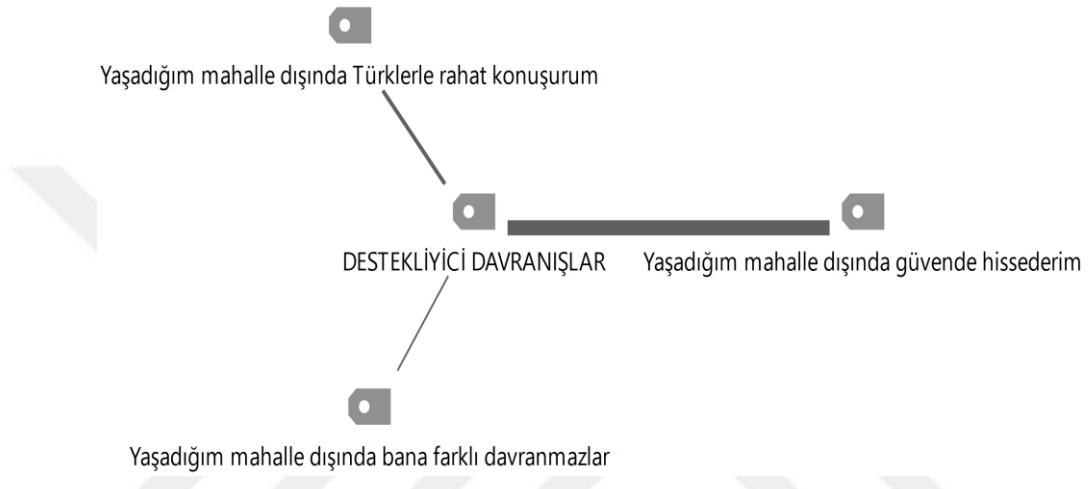 Yaşadığım mahalle dışında Türklerle rahat konuşurum
DESTEKLİYİCİ DAVRANIŞLAR
Yaşadığım mahalle dışında güvende hissederim
Yaşadığım mahalle dışında bana farklı davranmazlar